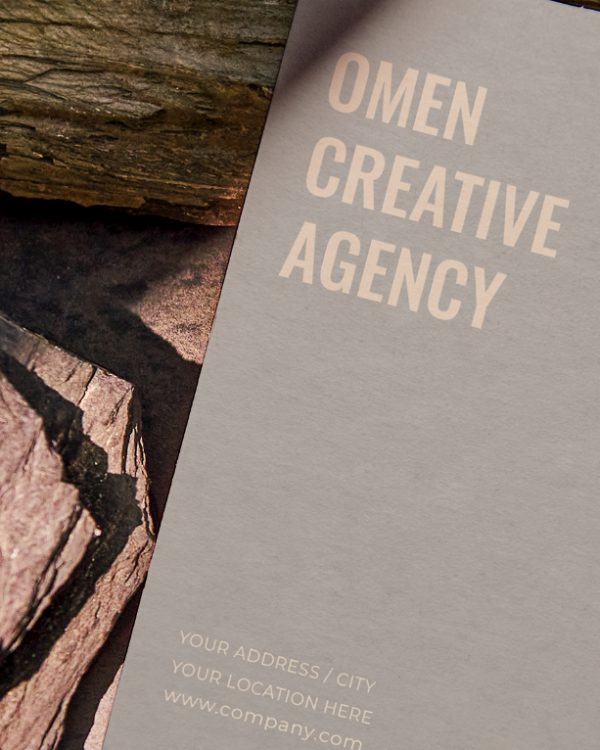 OMEN
CREATIVE
AGENCY
YOUR ADDRESS / CITY
YOUR LOCATION HERE
www.company.com